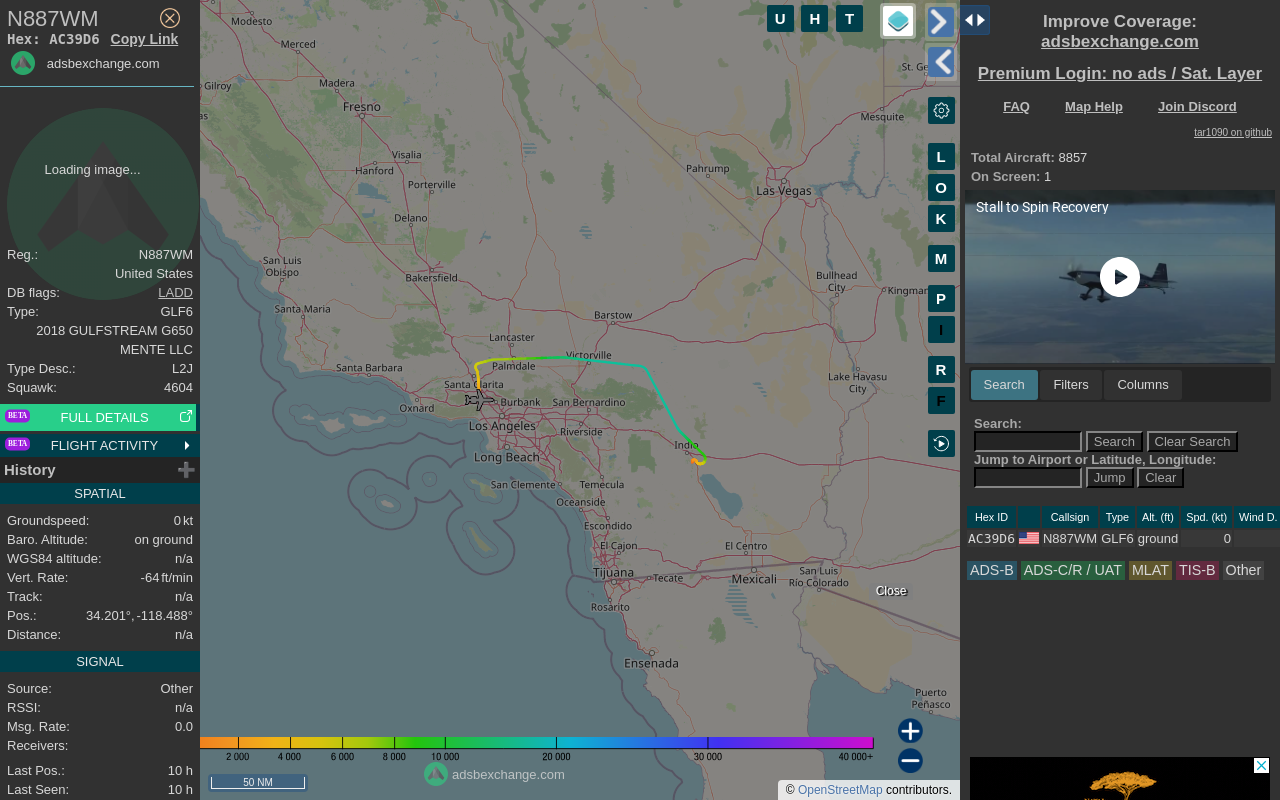 N887WM
Hex: AC39D6 Copy Link
adsbexchange.com
Loading image...
Reg.: N887WM
United States
DB flags: LADD
Type: GLF6
2018 GULFSTREAM G650
MENTE LLC
Type Desc.: L2J
Squawk: 4604
BETA FULL DETAILS
BETA FLIGHT ACTIVITY
History
SPATIAL
Groundspeed: 0 kt
Baro. Altitude: on ground
WGS84 altitude: n/a
Vert. Rate: -64 ft/min
Track: n/a
Pos.: 34.201°, -118.488°
Distance: n/a
SIGNAL
Source: Other
RSSI: n/a
Msg. Rate: 0.0
Receivers:
Last Pos.: 10 h
Last Seen: 10 h
U H T
Modesto
Merced
St. Ge
Gilroy
Madera
Fresno
as
Mesquite
Visalia
Hanford
Porterville
Pahrump
Las Vegas
Delano
San Luis
Obispo
Bakersfield
Bullhead
City
Kingman
Santa Maria
Barstow
Lancaster
Victorville
Palmdale
Santa Barbara
Santa Clarita
Lake Havasu
City
Oxnard
Burbank
San Bernardino
Los Angeles
Riverside
Indio
Long Beach
San Clemente
Temecula
Oceanside
Escondido
El Cajon
El Centro
Tijuana
Tecate
Mexicali
San Luis
Río Colorado
Rosarito
Ensenada
Puerto
Peñasco
L
O
K
M
P
I
R
F
Close
2 000 4 000 6 000 8 000 10 000 20 000 30 000 40 000+
adsbexchange.com
50 NM
© OpenStreetMap contributors.
Improve Coverage:
adsbexchange.com
Premium Login: no ads / Sat. Layer
FAQ Map Help Join Discord
tar1090 on github
Total Aircraft: 8857
On Screen: 1
Stall to Spin Recovery
Search Filters Columns
Search:
Search Clear Search
Jump to Airport or Latitude, Longitude:
Jump Clear
Hex ID Callsign Type Alt. (ft) Spd. (kt) Wind D.
AC39D6 N887WM GLF6 ground 0
ADS-B ADS-C/R / UAT MLAT TIS-B Other